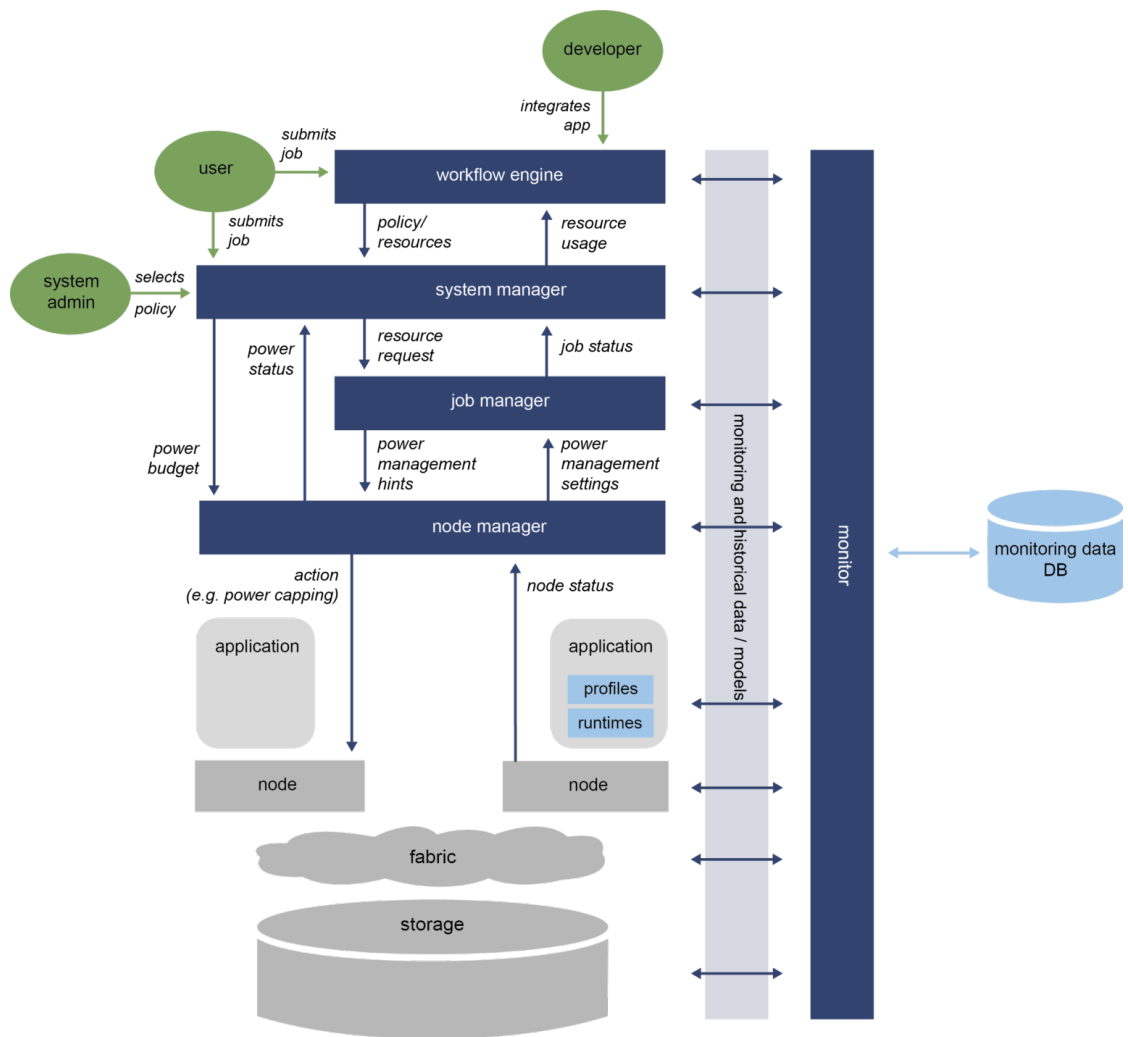 developer
integrates
app
submits
job
user
workflow engine
submits
job
policy/
resources
resource
usage
system
admin
selects
policy
system manager
power
status
resource
request
job status
job manager
power
budget
power
management
hints
power
management
settings
node manager
action
(e.g. power capping)
node status
application
application
profiles
runtimes
node
node
fabric
storage
monitoring and historical data / models
monitor
monitoring data
DB